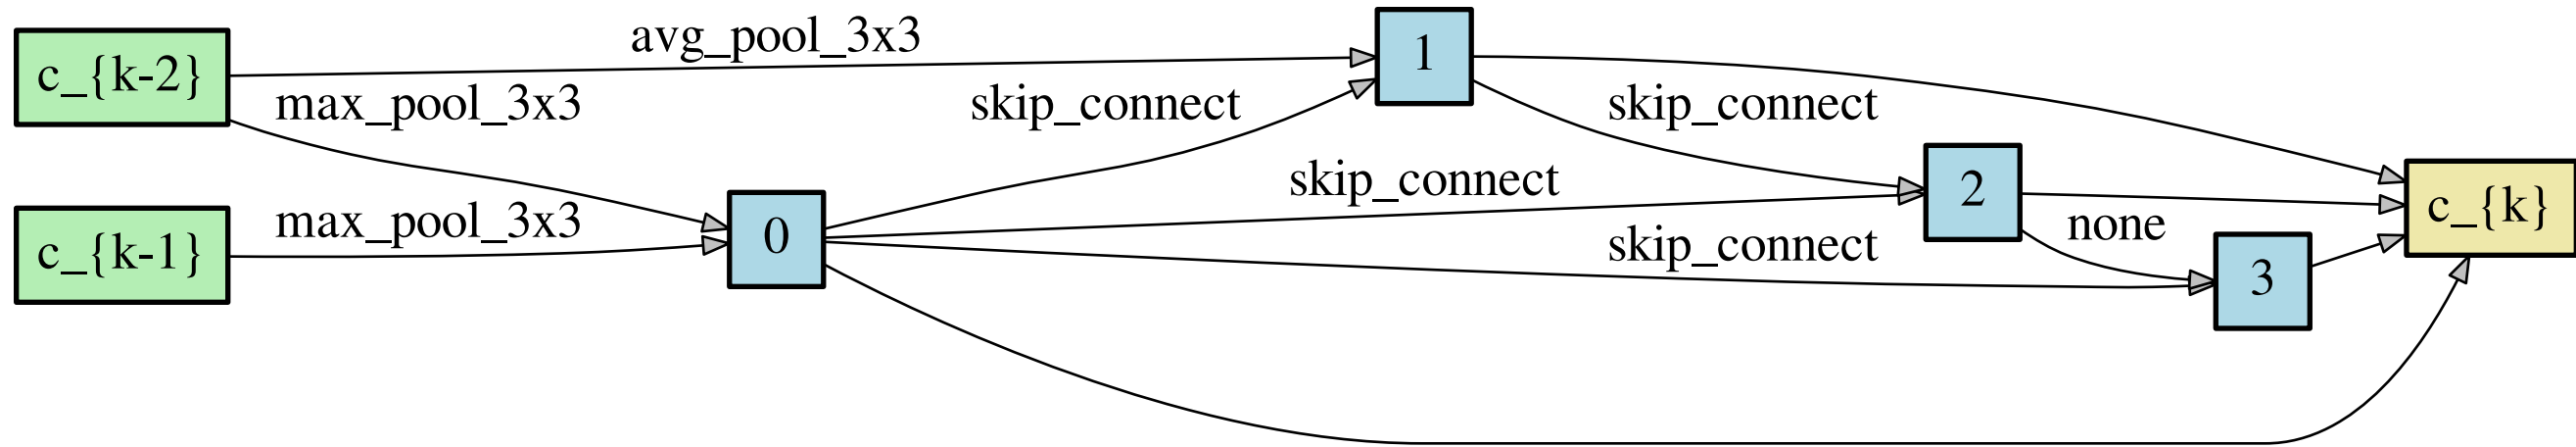 avg_pool_3x3
1
c_{k-2}
max_pool_3x3
skip_connect
skip_connect
skip_connect
2
c_{k}
max_pool_3x3
0
none
c_{k-1}
skip_connect
3